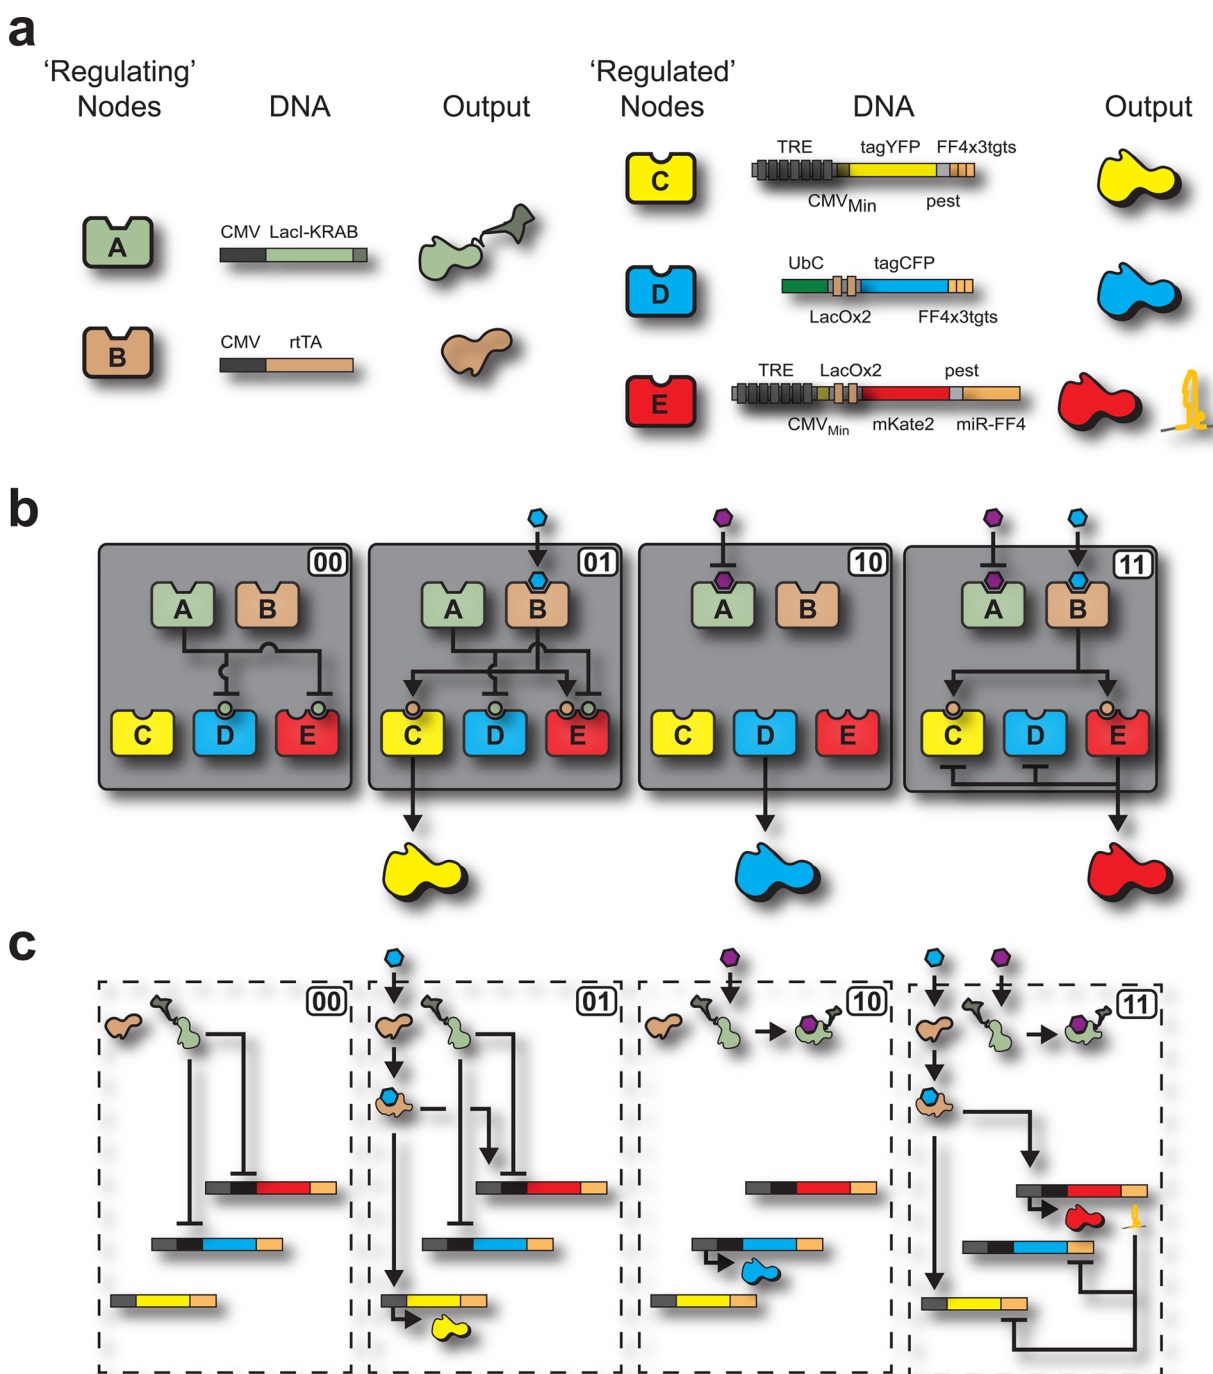 a
‘Regulating’ Nodes DNA Output
‘Regulated’ Nodes DNA Output
A
CMV LacI-KRAB
B
CMV rtTA
C
TRE tagYFP FF4x3tgts
CMVMin pest
D
UbC tagCFP
LacOx2 FF4x3tgts
E
TRE LacOx2 pest
CMVMin mKate2 miR-FF4
b
00
A B
C D E
01
A B
C D E
10
A B
C D E
11
A B
C D E
c
00
01
10
11